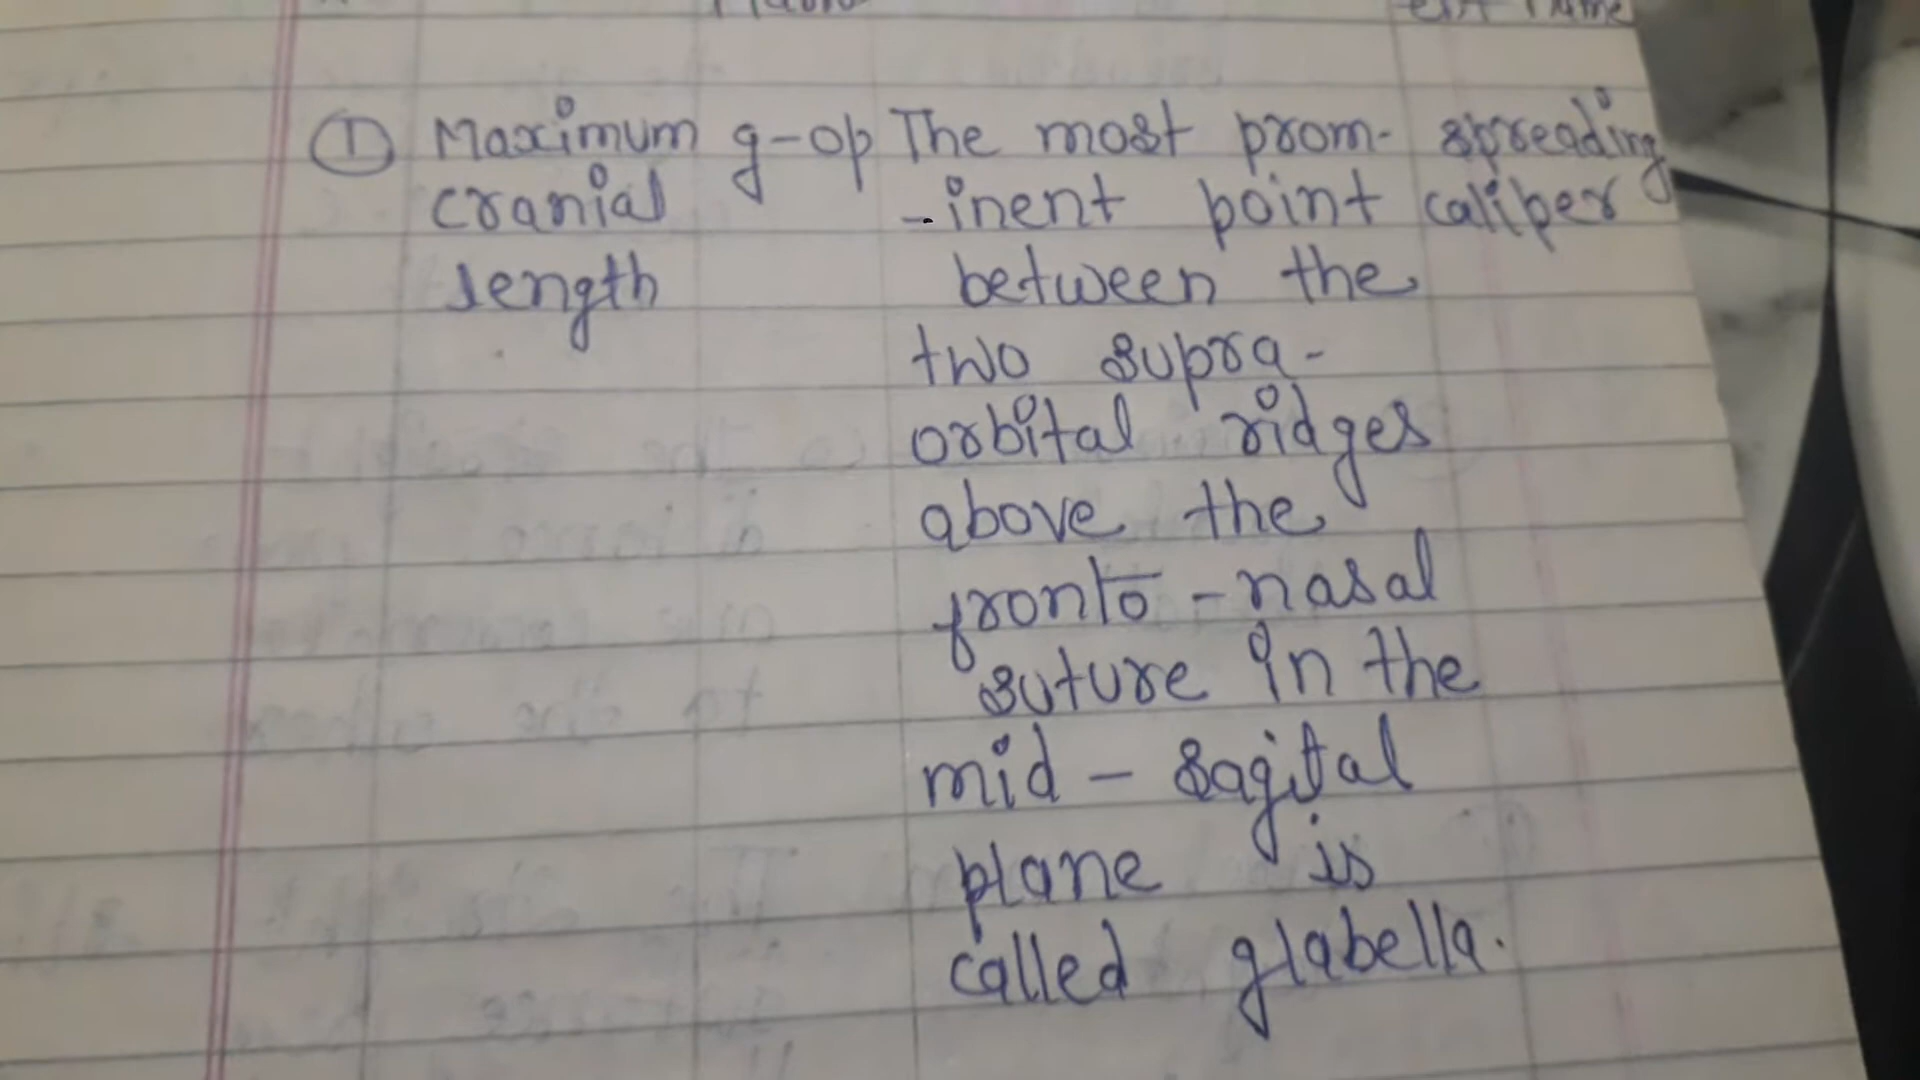 ① Maximum g-op The most prom- spreading
cranial -inent point caliper
length between the
two supra-
orbital ridges
above the
fronto-nasal
suture in the
mid-sagital
plane is
called glabella.